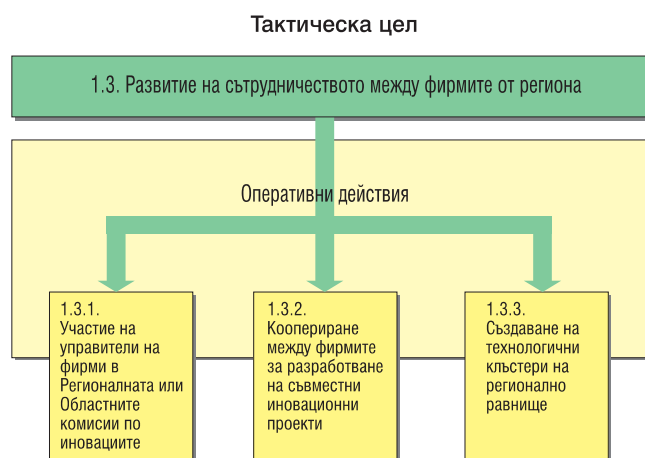 Тактическа цел
1.3. Развитие на сътрудничеството между фирмите от региона
Оперативни действия
1.3.1.
Участие на
управители на
фирми в
Регионалната или
Областните
комисии по
иновациите
1.3.2.
Коопериране
между фирмите
за разработване
на съвместни
иновационни
проекти
1.3.3.
Създаване на
технологични
клъстери на
регионално
равнище